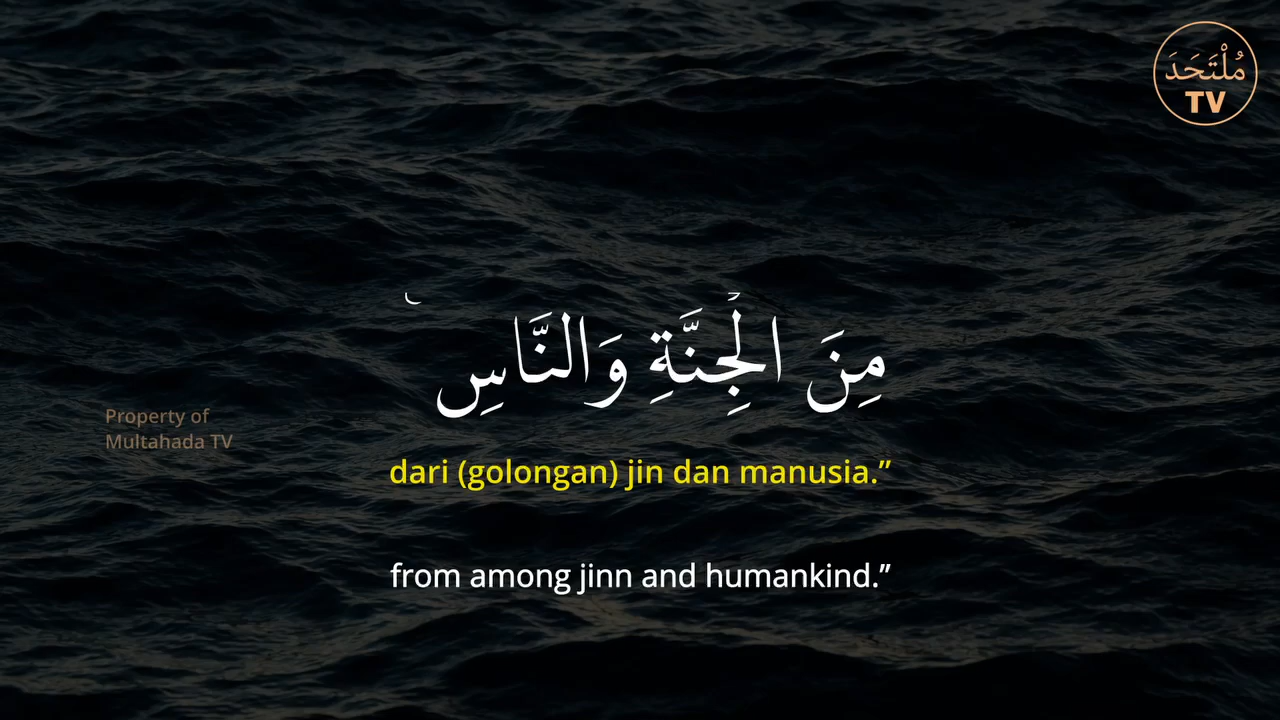 مُلْتَحَدَ
TV
مِنَ الْجِنَّةِ وَالنَّاسِ
Property of
Multahada TV
dari (golongan) jin dan manusia.”
from among jinn and humankind.”